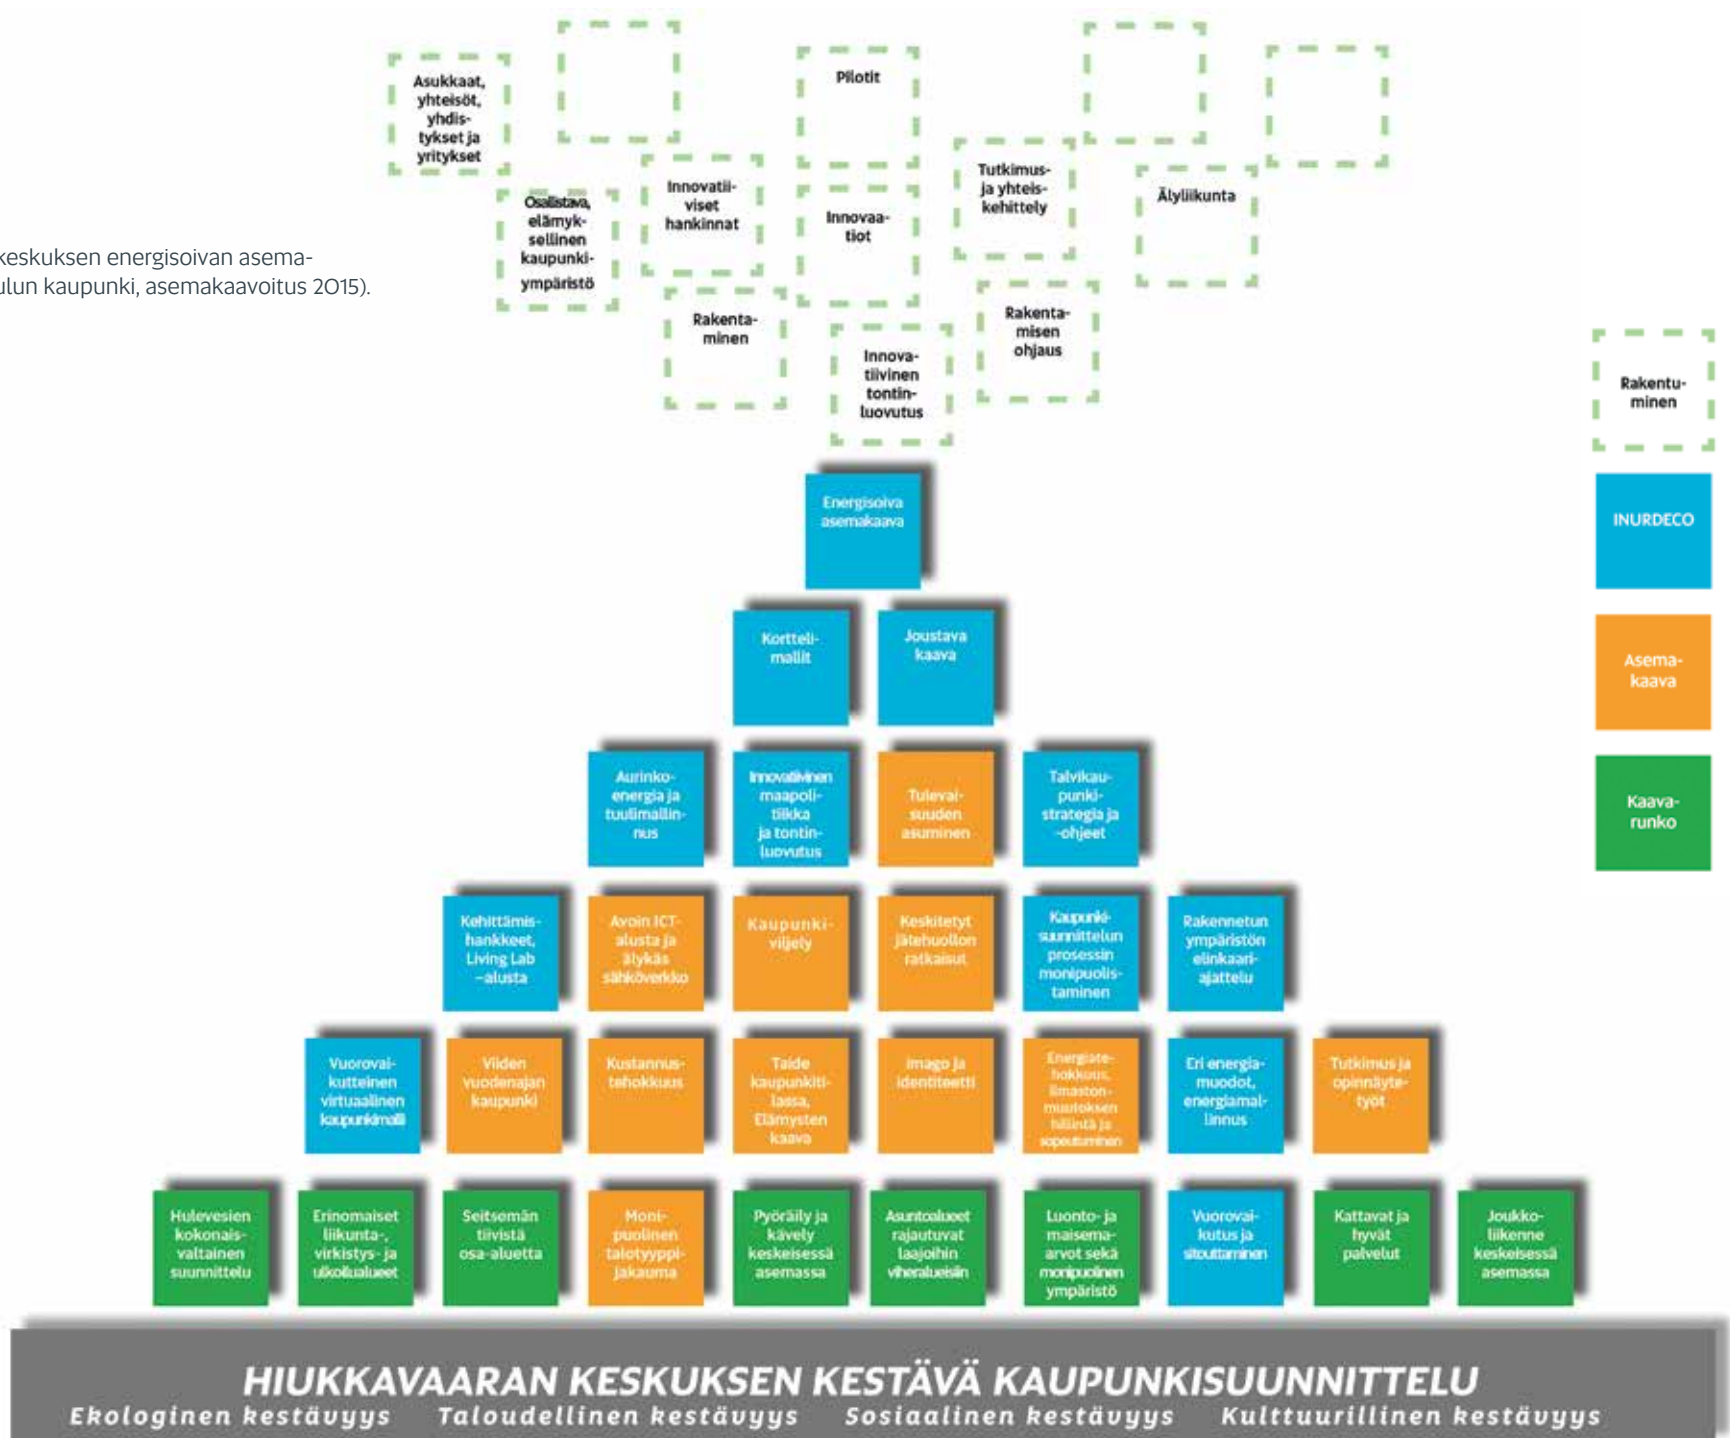 Asukkaat,
yhteisöt,
yhdis-
tykset ja
yritykset
Pilotit
Osallistava,
elämyk-
sellinen
kaupunki-
ympäristö
Innovatii-
viset
hankinnat
Innovaa-
tiot
Tutkimus-
ja yhteis-
kehittely
Älyliikunta
keskuksen energisoivan asema-
ulun kaupunki, asemakaavoitus 2015).
Rakenta-
minen
Innova-
tiivinen
tontin-
luovutus
Rakenta-
misen
ohjaus
Rakentu-
minen
INURDECO
Asema-
kaava
Kaava-
runko
Energisoiva
asemakaava
Kortteli-
mallit
Joustava
kaava
Aurinko-
energia ja
tuulimallin-
nus
Innovatiivinen
maapoli-
tiikka
ja tontin-
luovutus
Tulevai-
suuden
asuminen
Talvikau-
punki-
strategia ja
-ohjeet
Kehittämis-
hankkeet,
Living Lab
–alusta
Avoin ICT-
alusta ja
älykäs
sähköverkko
Kaupunki-
viljely
Keskitetyt
jätehuollon
ratkaisut
Kaupunki-
suunnittelun
prosessin
monipuolis-
taminen
Rakennetun
ympäristön
elinkaari-
ajattelu
Vuorovai-
kutteinen
virtuaalinen
kaupunkimalli
Viiden
vuodenajan
kaupunki
Kustannus-
tehokkuus
Taide
kaupunkiti-
lassa,
Elämysten
kaava
Imago ja
identiteetti
Energiate-
hokkuus,
ilmaston-
muutoksen
hillintä ja
sopeutuminen
Eri energia-
muodot,
energiamal-
linnus
Tutkimus ja
opinnäyte-
työt
Hulevesien
kokonais-
valtainen
suunnittelu
Erinomaiset
liikunta-,
virkistys- ja
ulkoilualueet
Seitsemän
tiivistä
osa-aluetta
Moni-
puolinen
talotyyppi-
jakauma
Pyöräily ja
kävely
keskeisessä
asemassa
Asuntoalueet
rajautuvat
laajoihin
viheralueisiin
Luonto- ja
maisema-
arvot sekä
monipuolinen
ympäristö
Vuorovai-
kutus ja
sitouttaminen
Kattavat ja
hyvät
palvelut
Joukko-
liikenne
keskeisessä
asemassa
HIUKKAVAARAN KESKUKSEN KESTÄVÄ KAUPUNKISUUNNITTELU
Ekologinen kestävyys Taloudellinen kestävyys Sosiaalinen kestävyys Kulttuurillinen kestävyys